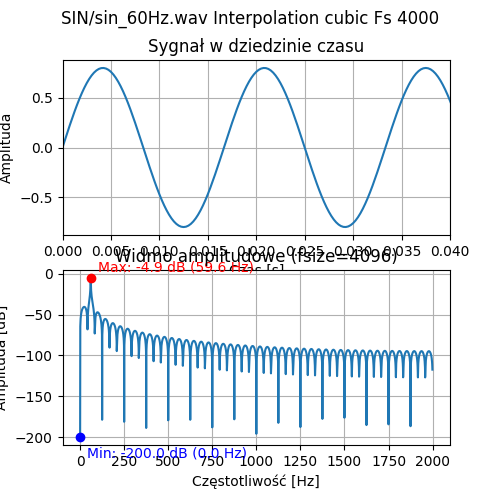 SIN/sin_60Hz.wav Interpolation cubic Fs 4000
Sygnał w dziedzinie czasu
Amplituda
0.5
0.0
−0.5
0.000 0.005 0.010 0.015 0.020 0.025 0.030 0.035 0.040
Czas [s]
Widmo amplitudowe (fsize=4096)
Max: -4.9 dB (59.6 Hz)
Amplituda [dB]
0
−50
−100
−150
−200
Min: -200.0 dB (0.0 Hz)
0 250 500 750 1000 1250 1500 1750 2000
Częstotliwość [Hz]